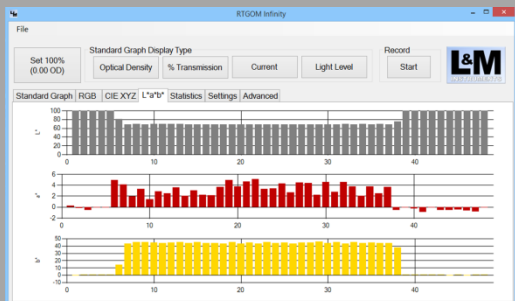 RTGOM Infinity
File
Set 100%
(0.00 OD)
Standard Graph Display Type
Optical Density
% Transmission
Current
Light Level
Record
Start
L&M
Standard Graph
RGB
CIE XYZ
L*a*b*
Statistics
Settings
Advanced
L*
100
80
60
40
20
0
0
10
20
30
40
a*
6
4
2
0
-2
0
10
20
30
40
b*
50
40
30
20
10
0
-10
0
10
20
30
40